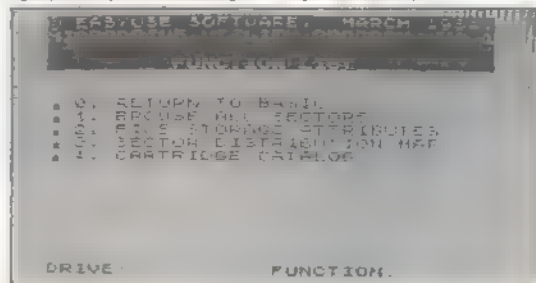 EASYUSE SOFTWARE, MARCH
FUNCTION
0. RETURN TO BASIC
1. BROWSE ALL SECTORS
2. FILE STORAGE ATTRIBUTES
3. SECTOR DISTRIBUTION MAP
4. CARTRIDGE CATALOG
DRIVE
FUNCTION.